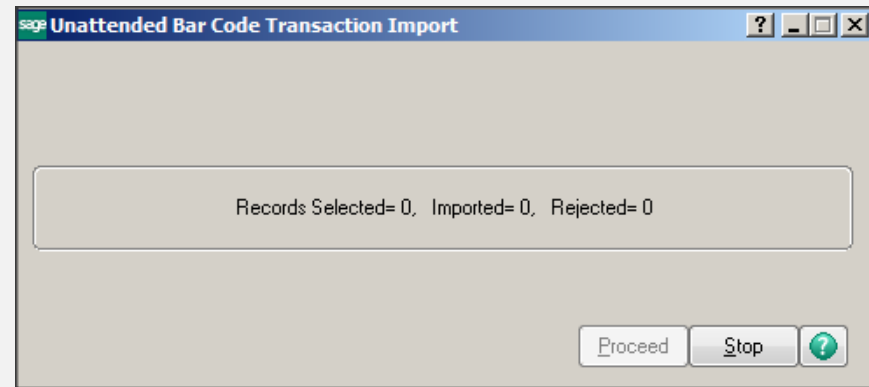 sage Unattended Bar Code Transaction Import ?
Records Selected= 0, Imported= 0, Rejected= 0
Proceed Stop ?